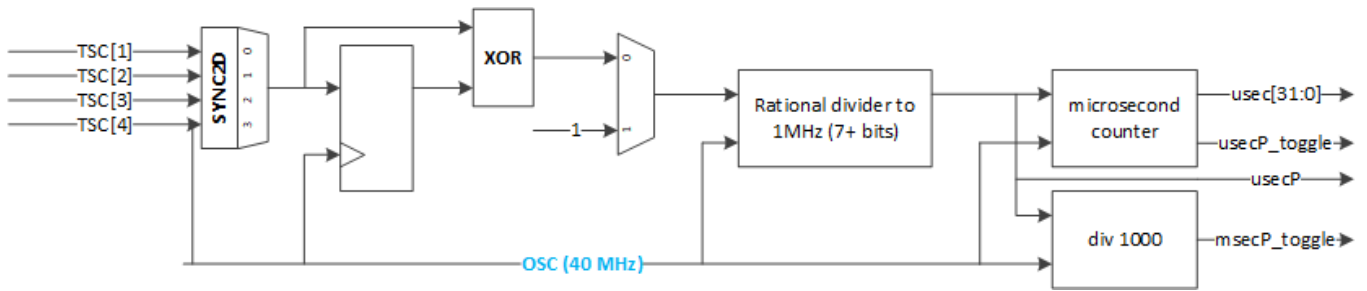 TSC[1]
TSC[2]
TSC[3]
TSC[4]
SYNC2D
0
1
2
3
XOR
0
1
1
Rational divider to
1MHz (7+ bits)
microsecond
counter
usec[31:0]
usecP_toggle
usecP
div 1000
msecP_toggle
OSC (40 MHz)